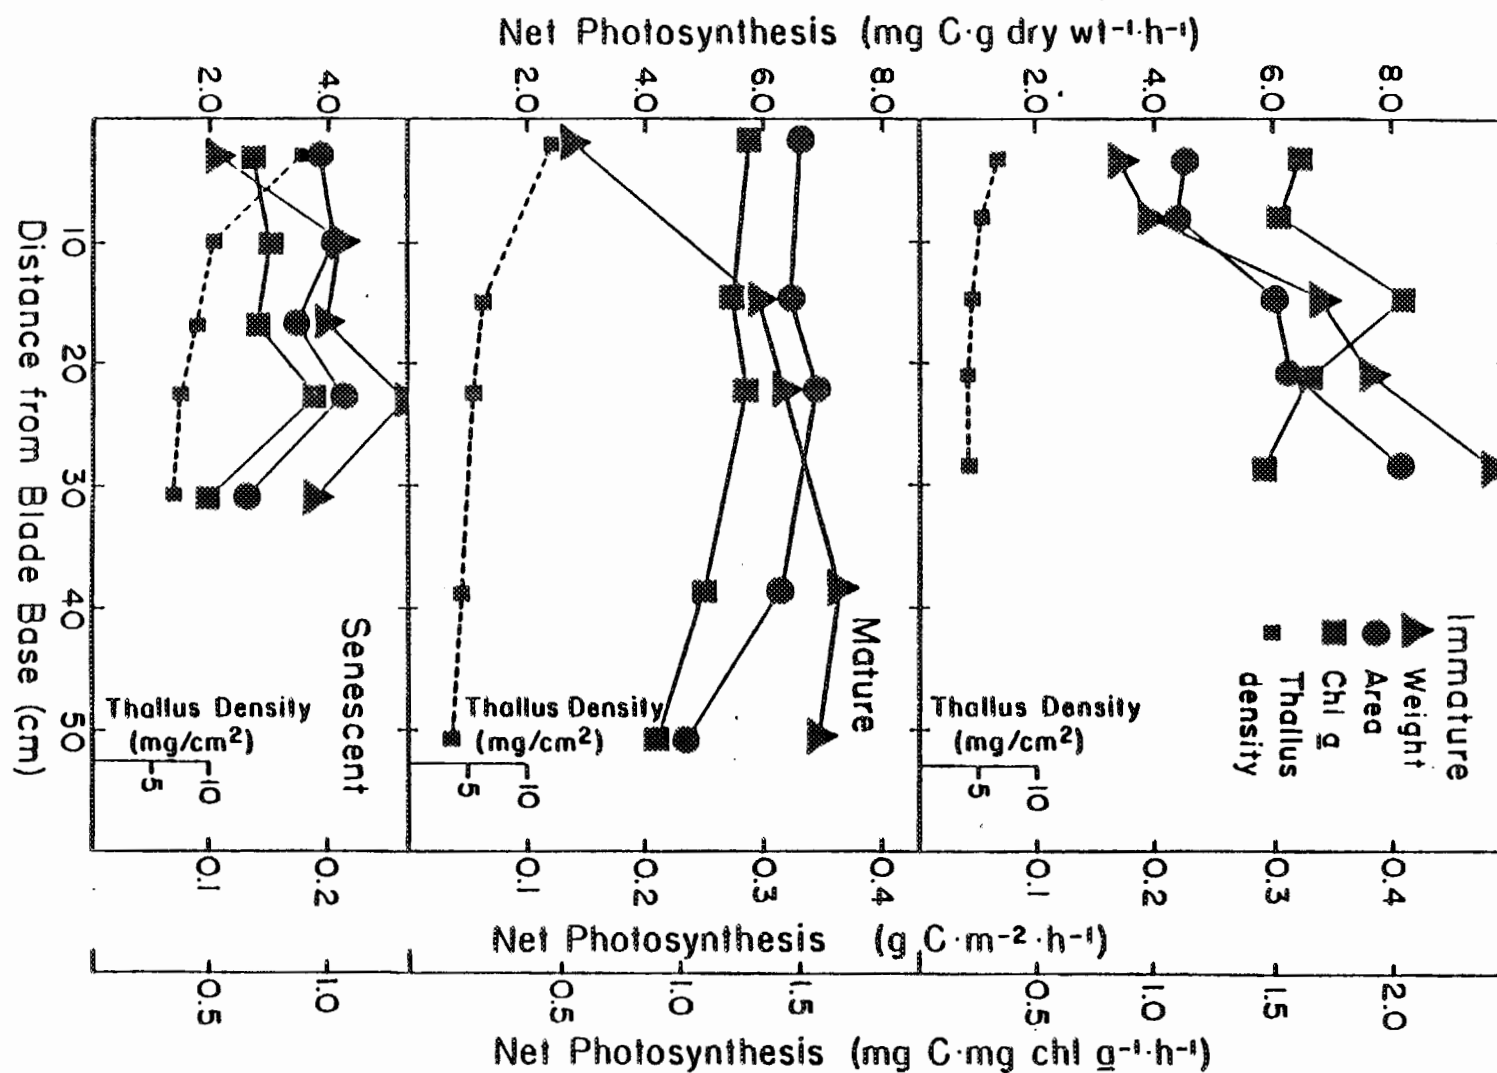 Net Photosynthesis (mg C·g dry wt⁻¹·h⁻¹)
2.0 4.0
2.0 4.0 6.0 8.0
2.0 4.0 6.0 8.0
Distance from Blade Base (cm)
10
20
30
40
50
Senescent
Thallus Density
(mg/cm²)
5 10
Mature
Thallus Density
(mg/cm²)
5 10
Immature
Weight
Area
Chl a
Thallus
density
Thallus Density
(mg/cm²)
5 10
0.1 0.2
0.2 0.3 0.4
0.1 0.2 0.3 0.4
Net Photosynthesis (g C·m⁻²·h⁻¹)
0.5 1.0
0.5 1.0 1.5
0.5 1.0 1.5 2.0
Net Photosynthesis (mg C·mg chl a⁻¹·h⁻¹)